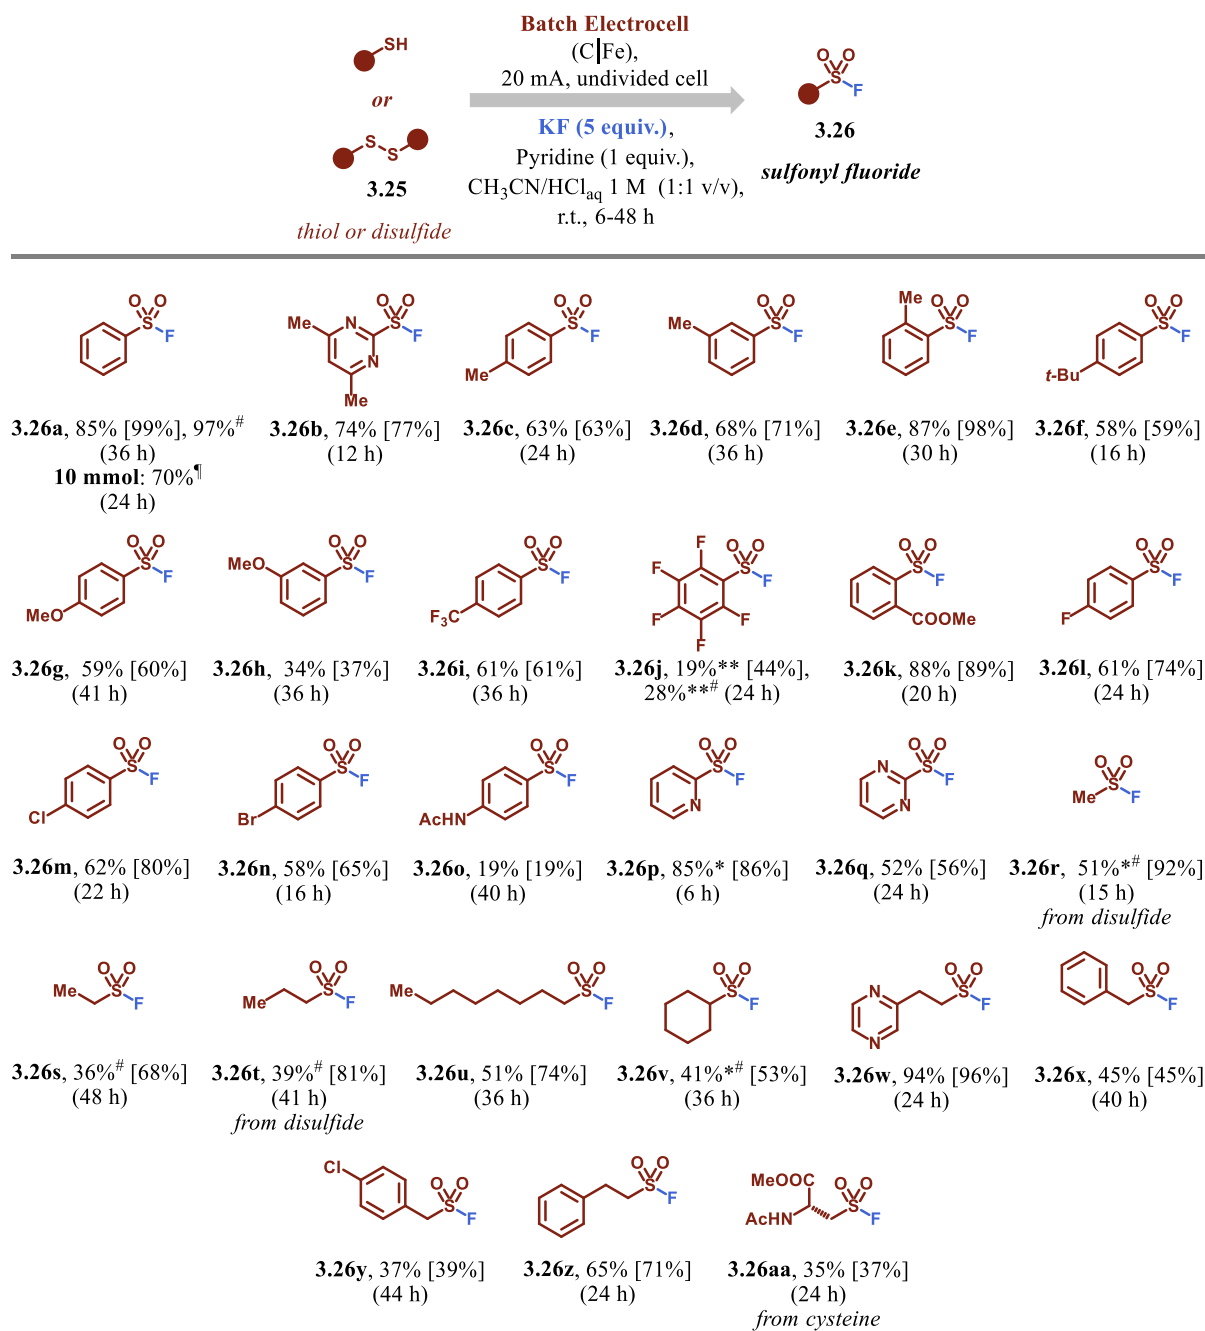 Batch Electrocell
(C|Fe),
20 mA, undivided cell
KF (5 equiv.),
Pyridine (1 equiv.),
CH3CN/HClaq 1 M (1:1 v/v),
r.t., 6-48 h
SH
or
S
S
3.25
thiol or disulfide
O O
S
F
3.26
sulfonyl fluoride
O O
S
F
Me
N
N
Me
O O
S
F
Me
O O
S
F
Me
O O
S
F
Me
O O
S
F
t-Bu
O O
S
F
3.26a, 85% [99%], 97%#
(36 h)
10 mmol: 70%¶
(24 h)
3.26b, 74% [77%]
(12 h)
3.26c, 63% [63%]
(24 h)
3.26d, 68% [71%]
(36 h)
3.26e, 87% [98%]
(30 h)
3.26f, 58% [59%]
(16 h)
MeO
O O
S
F
MeO
O O
S
F
F3C
O O
S
F
F
F
F
F
F
O O
S
F
O O
S
F
COOMe
F
O O
S
F
3.26g, 59% [60%]
(41 h)
3.26h, 34% [37%]
(36 h)
3.26i, 61% [61%]
(36 h)
3.26j, 19%** [44%],
28%**# (24 h)
3.26k, 88% [89%]
(20 h)
3.26l, 61% [74%]
(24 h)
Cl
O O
S
F
Br
O O
S
F
AcHN
O O
S
F
N
O O
S
F
N
N
O O
S
F
Me
O O
S
F
3.26m, 62% [80%]
(22 h)
3.26n, 58% [65%]
(16 h)
3.26o, 19% [19%]
(40 h)
3.26p, 85%* [86%]
(6 h)
3.26q, 52% [56%]
(24 h)
3.26r, 51%*# [92%]
(15 h)
from disulfide
Me
O O
S
F
Me
O O
S
F
Me
O O
S
F
O O
S
F
N
N
O O
S
F
O O
S
F
3.26s, 36%# [68%]
(48 h)
3.26t, 39%# [81%]
(41 h)
from disulfide
3.26u, 51% [74%]
(36 h)
3.26v, 41%*# [53%]
(36 h)
3.26w, 94% [96%]
(24 h)
3.26x, 45% [45%]
(40 h)
Cl
O O
S
F
O O
S
F
MeOOC
AcHN
O O
S
F
3.26y, 37% [39%]
(44 h)
3.26z, 65% [71%]
(24 h)
3.26aa, 35% [37%]
(24 h)
from cysteine